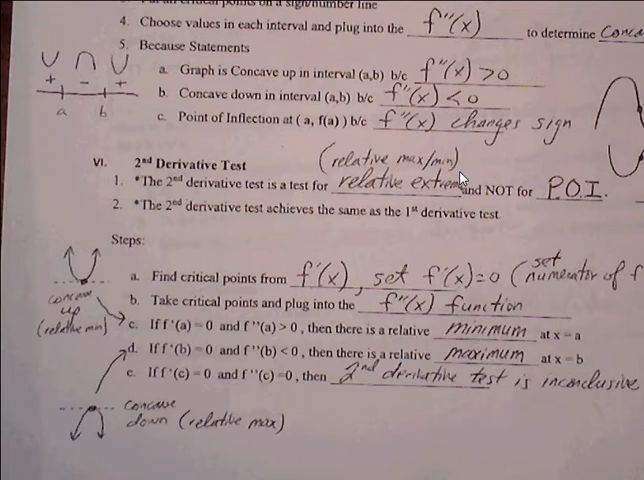 on a sign/number line
4. Choose values in each interval and plug into the f''(x) to determine Conca
5. Because Statements
a. Graph is Concave up in interval (a,b) b/c f''(x) > 0
b. Concave down in interval (a,b) b/c f''(x) < 0
c. Point of Inflection at ( a, f(a) ) b/c f''(x) changes sign
+ - +
a b
VI. 2nd Derivative Test (relative max/min)
1. *The 2nd derivative test is a test for relative extrema and NOT for P.O.I.
2. *The 2nd derivative test achieves the same as the 1st derivative test
Steps:
a. Find critical points from f'(x), set f'(x)=0 (set numerator of f
b. Take critical points and plug into the f''(x) function
concave up (relative min)
c. If f '(a) = 0 and f ''(a) > 0, then there is a relative minimum at x = a
d. If f '(b) = 0 and f ''(b) < 0, then there is a relative maximum at x = b
e. If f '(c) = 0 and f ''(c) = 0, then 2nd derivative test is inconclusive
concave
down (relative max)